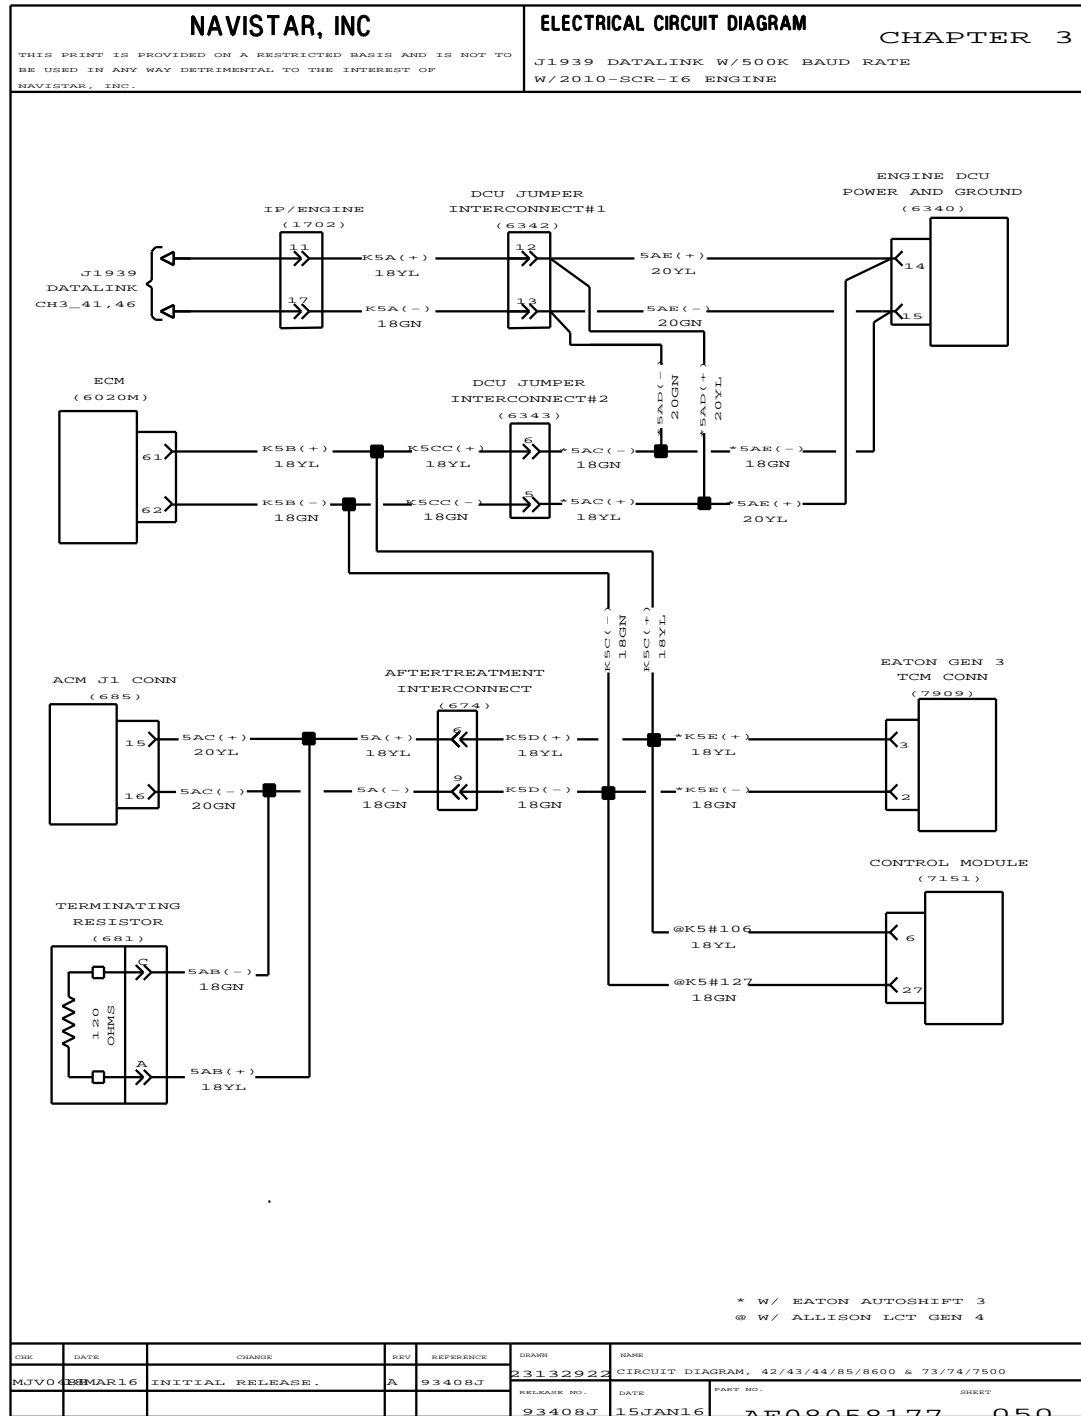 NAVISTAR, INC
THIS PRINT IS PROVIDED ON A RESTRICTED BASIS AND IS NOT TO
BE USED IN ANY WAY DETRIMENTAL TO THE INTEREST OF
NAVISTAR, INC.
ELECTRICAL CIRCUIT DIAGRAM
CHAPTER 3
J1939 DATALINK W/500K BAUD RATE
W/2010-SCR-I6 ENGINE
ENGINE DCU
POWER AND GROUND
(6340)
DCU JUMPER
INTERCONNECT#1
(6342)
IP/ENGINE
(1702)
11
K5A(+)
18YL
12
5AE(+)
20YL
14
J1939
DATALINK
CH3_41,46
17
K5A(-)
18GN
13
5AE(-)
20GN
15
*5AD(-)
20GN
*5AD(+)
20YL
ECM
(6020M)
DCU JUMPER
INTERCONNECT#2
(6343)
61
K5B(+)
18YL
K5CC(+)
18YL
6
*5AC(-)
18GN
*5AE(-)
18GN
62
K5B(-)
18GN
K5CC(-)
18GN
5
*5AC(+)
18YL
*5AE(+)
20YL
K5C(-)
18GN
K5C(+)
18YL
ACM J1 CONN
(685)
AFTERTREATMENT
INTERCONNECT
(674)
EATON GEN 3
TCM CONN
(7909)
15
5AC(+)
20YL
5A(+)
18YL
6
K5D(+)
18YL
*K5E(+)
18YL
3
16
5AC(-)
20GN
5A(-)
18GN
9
K5D(-)
18GN
*K5E(-)
18GN
2
CONTROL MODULE
(7151)
TERMINATING
RESISTOR
(681)
@K5#106
18YL
6
C
5AB(-)
18GN
@K5#127
18GN
27
120
OHMS
A
5AB(+)
18YL
* W/ EATON AUTOSHIFT 3
@ W/ ALLISON LCT GEN 4
CHK DATE CHANGE REV REFERENCE
INITIAL RELEASE. A 93408J
DRAWN
23132922
NAME
CIRCUIT DIAGRAM, 42/43/44/85/8600 & 73/74/7500
RELEASE NO.
93408J
DATE
15JAN16
PART NO.
AF08058177
SHEET
050